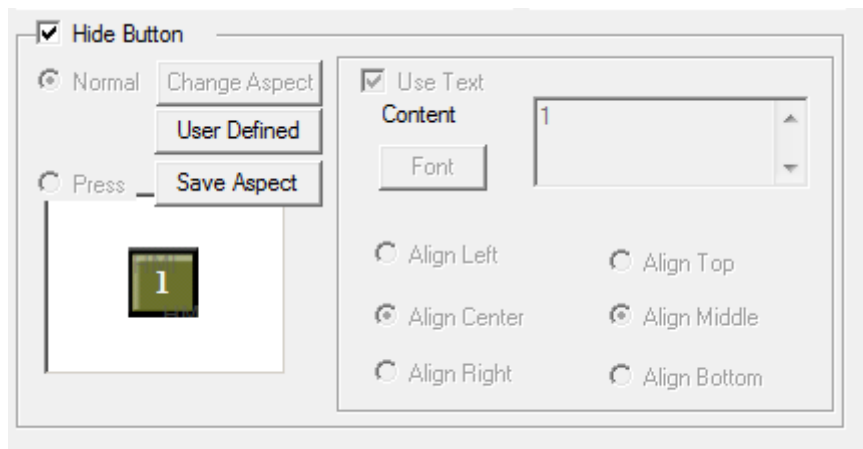 Hide Button
Normal
Change Aspect
User Defined
Press
Save Aspect
1
Use Text
Content
1
Font
Align Left
Align Top
Align Center
Align Middle
Align Right
Align Bottom